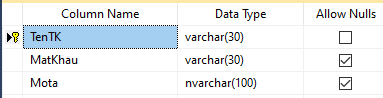 Column Name Data Type Allow Nulls
TenTK varchar(30)
MatKhau varchar(30)
Mota nvarchar(100)